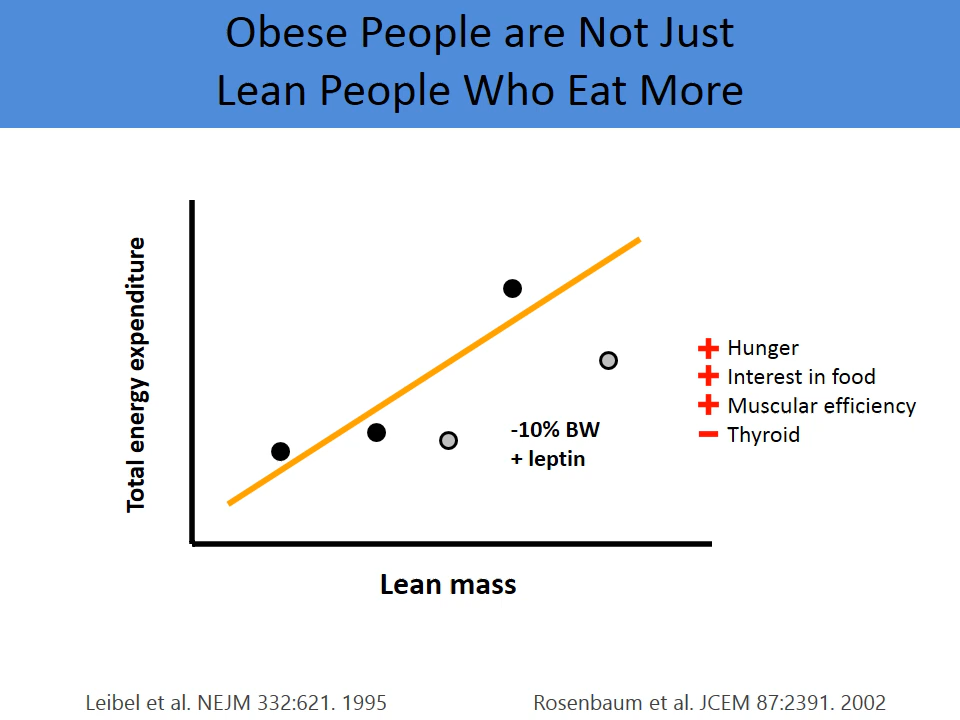 Obese People are Not Just
Lean People Who Eat More
Total energy expenditure
-10% BW
+ leptin
Hunger
Interest in food
Muscular efficiency
Thyroid
Lean mass
Leibel et al. NEJM 332:621. 1995
Rosenbaum et al. JCEM 87:2391. 2002